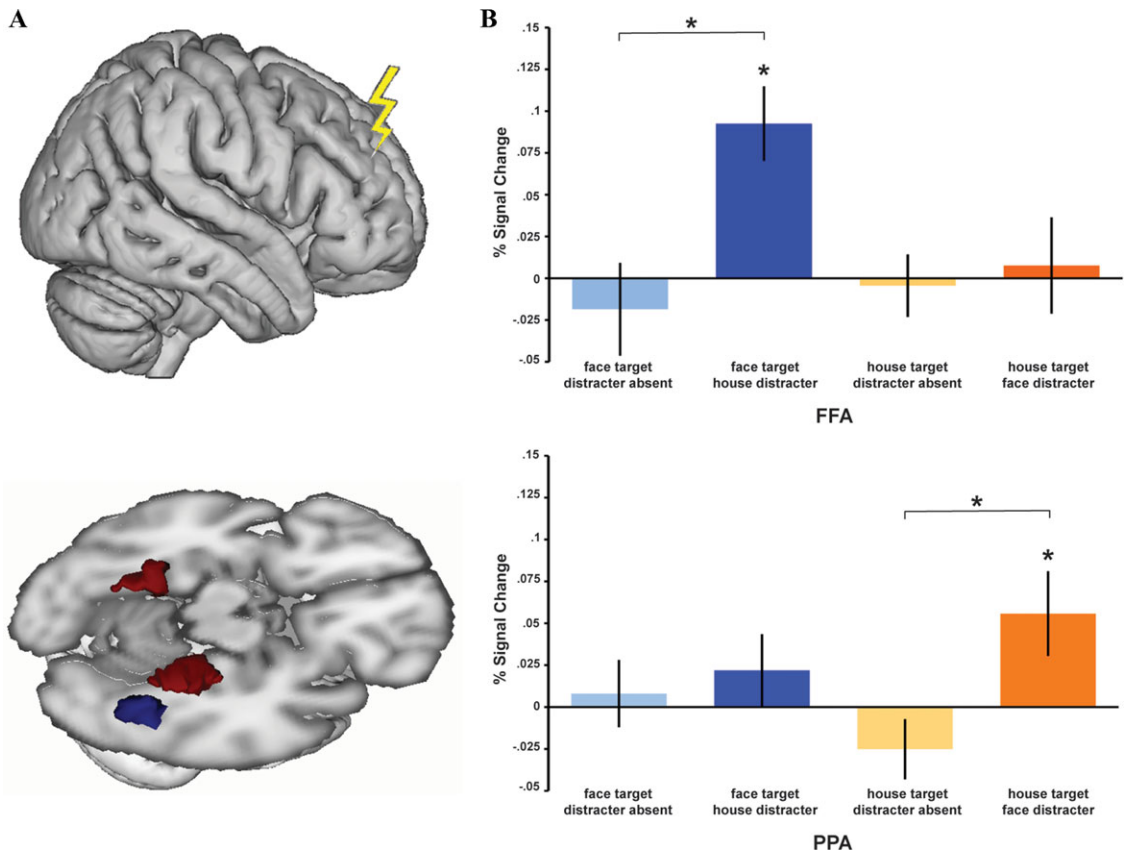 A
B
.15
.125
.1
.075
.05
.025
0
-.025
-.05
% Signal Change
*
*
face target
distracter absent
face target
house distracter
house target
distracter absent
house target
face distracter
FFA
.15
.125
.1
.075
.05
.025
0
-.025
-.05
% Signal Change
*
*
face target
distracter absent
face target
house distracter
house target
distracter absent
house target
face distracter
PPA